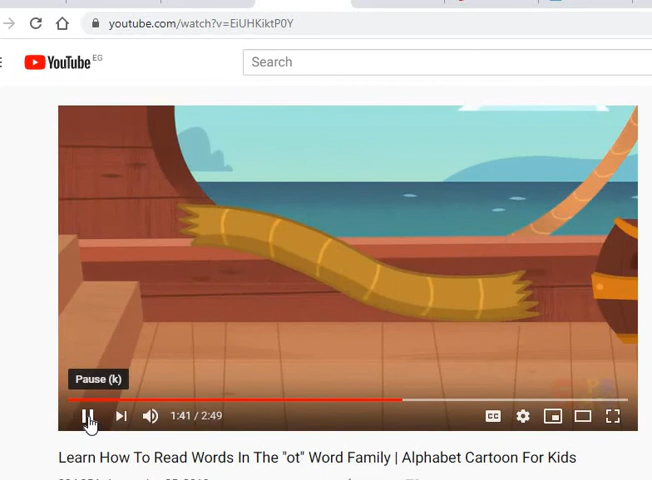 youtube.com/watch?v=EiUHKiktP0Y
YouTube EG
Search
Pause (k)
1:41 / 2:49
CC
Learn How To Read Words In The "ot" Word Family | Alphabet Cartoon For Kids